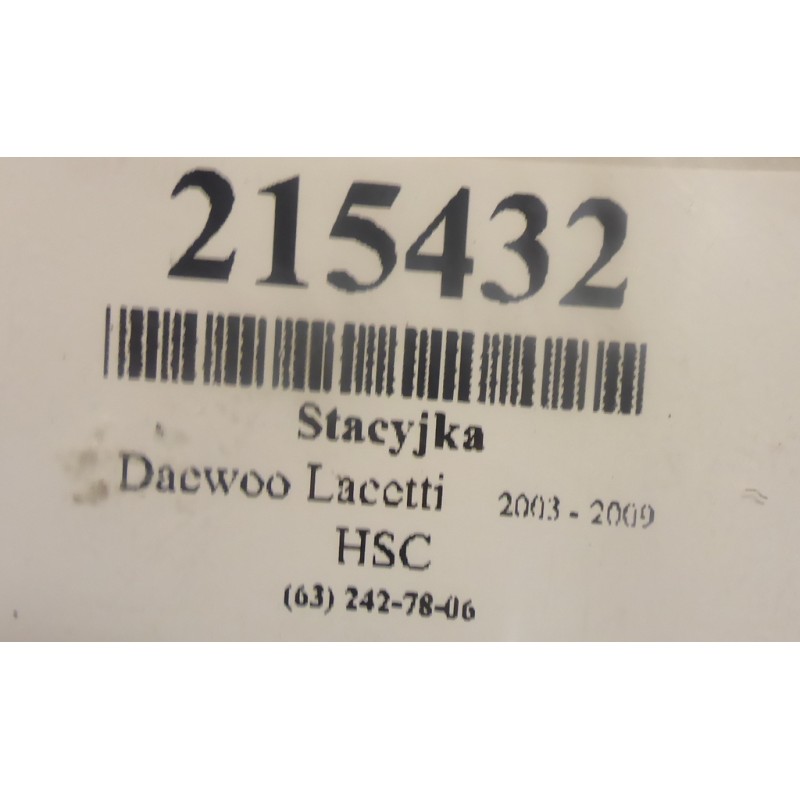 215432
Stacyjka
Daewoo Lacetti 2003 - 2009
HSC
(63) 242-78-06